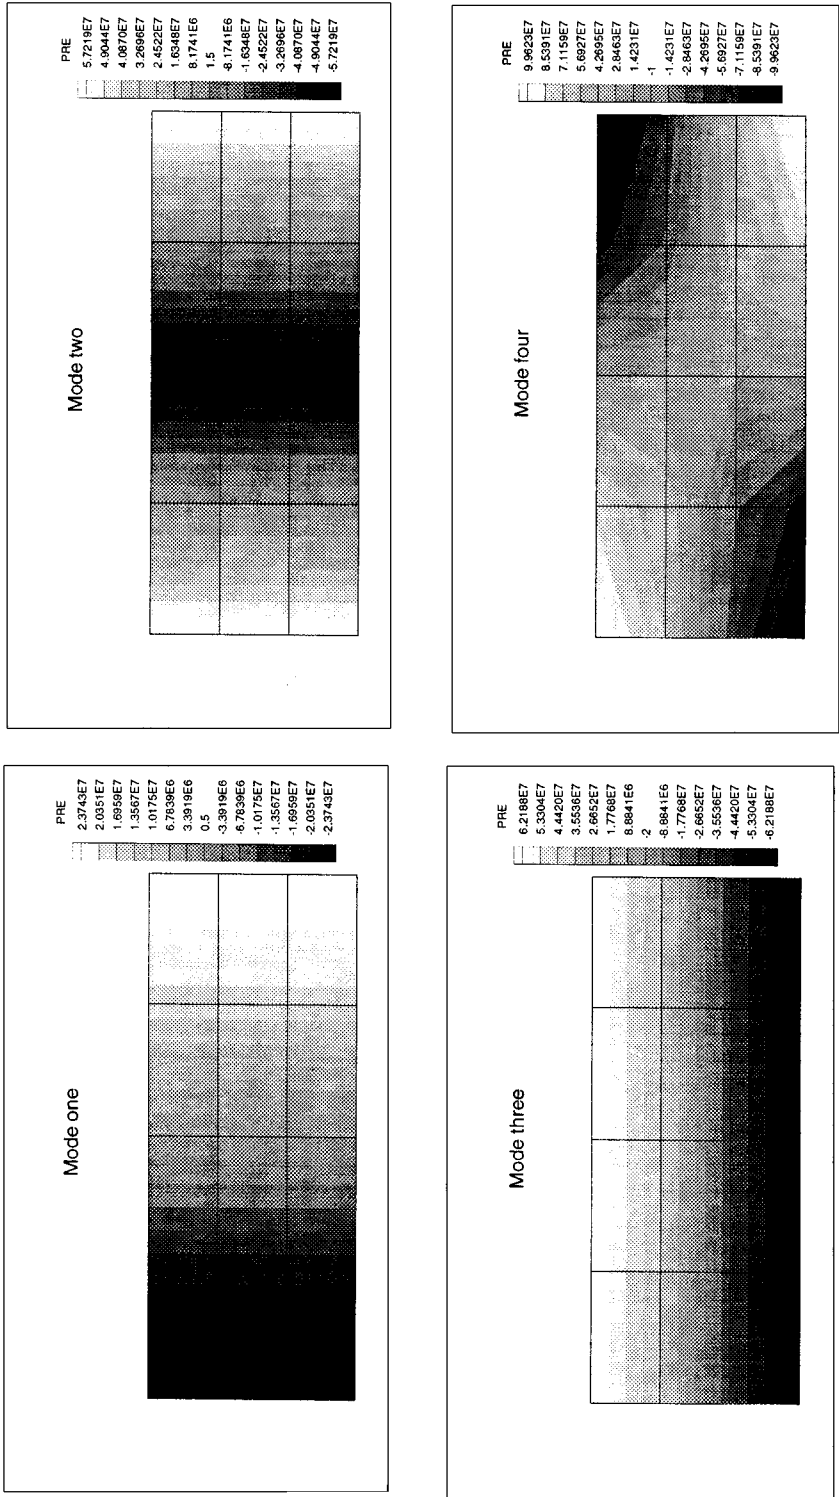 Mode two
PRE
5.7219E7
4.9044E7
4.0870E7
3.2696E7
2.4522E7
1.6348E7
8.1741E6
1.5
-8.1741E6
-1.6348E7
-2.4522E7
-3.2696E7
-4.0870E7
-4.9044E7
-5.7219E7
Mode four
PRE
9.9623E7
8.5391E7
7.1159E7
5.6927E7
4.2695E7
2.8463E7
1.4231E7
-1
-1.4231E7
-2.8463E7
-4.2695E7
-5.6927E7
-7.1159E7
-8.5391E7
-9.9623E7
Mode one
PRE
2.3743E7
2.0351E7
1.6959E7
1.3567E7
1.0175E7
6.7839E6
3.3919E6
0.5
-3.3919E6
-6.7839E6
-1.0175E7
-1.3567E7
-1.6959E7
-2.0351E7
-2.3743E7
Mode three
PRE
6.2188E7
5.3304E7
4.4420E7
3.5536E7
2.6652E7
1.7768E7
8.8841E6
-2
-8.8841E6
-1.7768E7
-2.6652E7
-3.5536E7
-4.4420E7
-5.3304E7
-6.2188E7